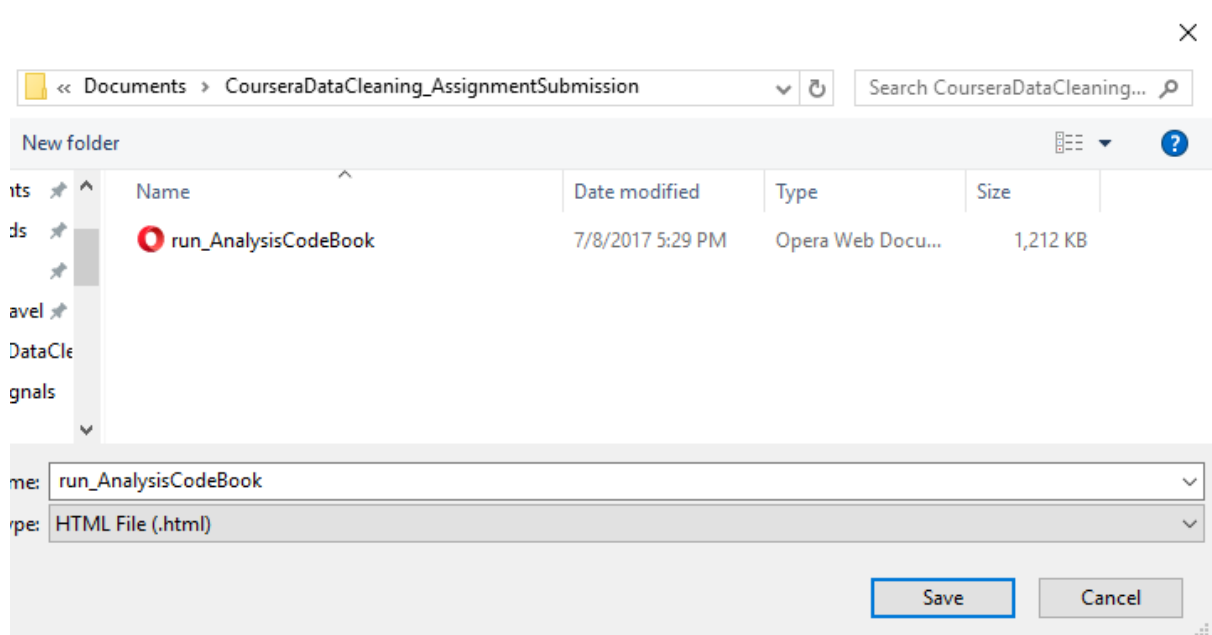 « Documents > CourseraDataCleaning_AssignmentSubmission
Search CourseraDataCleaning...
New folder
?
nts
Name
Date modified
Type
Size
ds
run_AnalysisCodeBook
7/8/2017 5:29 PM
Opera Web Docu...
1,212 KB
avel
DataCle
gnals
me: run_AnalysisCodeBook
ype: HTML File (.html)
Save
Cancel